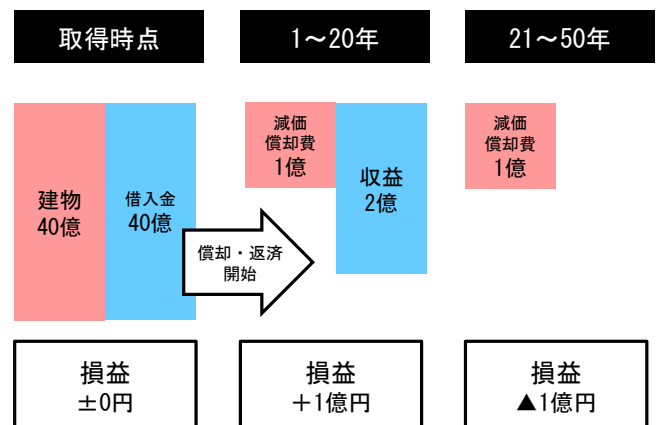 取得時点
1～20年
21～50年
建物
40億
借入金
40億
償却・返済
開始
減価
償却費
1億
収益
2億
減価
償却費
1億
損益
±0円
損益
＋1億円
損益
▲1億円